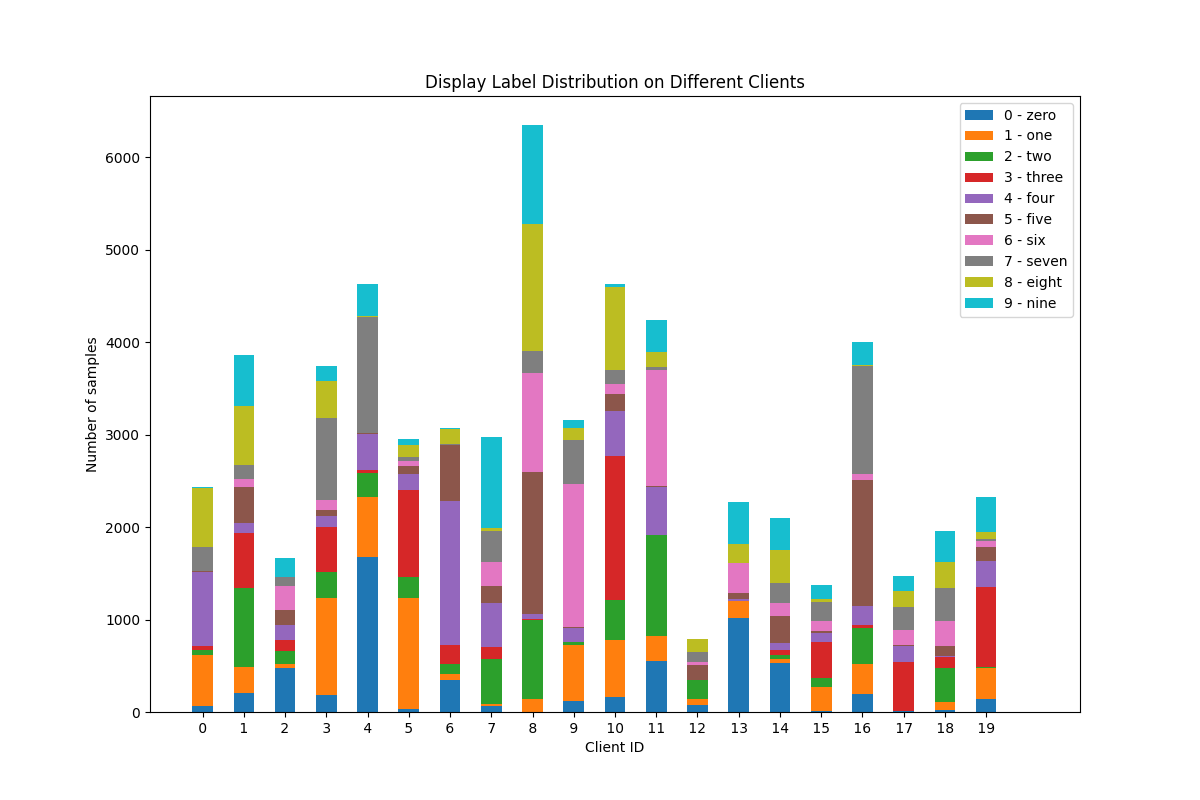 Display Label Distribution on Different Clients
Number of samples
6000
5000
4000
3000
2000
1000
0
0 1 2 3 4 5 6 7 8 9 10 11 12 13 14 15 16 17 18 19
Client ID
0 - zero
1 - one
2 - two
3 - three
4 - four
5 - five
6 - six
7 - seven
8 - eight
9 - nine